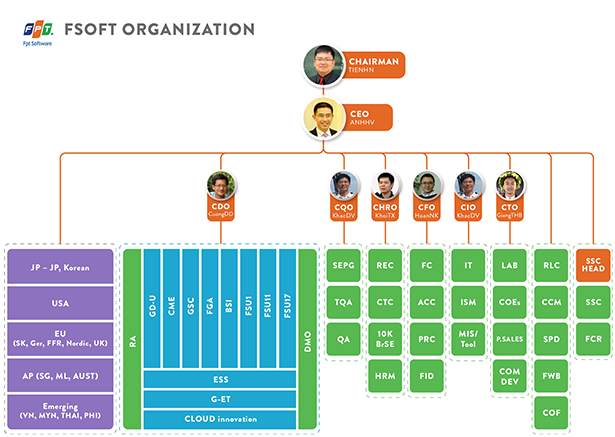 FPT.
Fpt Software
FSOFT ORGANIZATION
CHAIRMAN
TIENHN
CEO
ANHHV
CDO
CuongDD
CQO
KhacDV
CHRO
KhoiTX
CFO
HoanNK
CIO
KhacDV
CTO
GiangTHB
JP – JP, Korean
USA
EU
(SK, Ger, FFR, Nordic, UK)
AP (SG, ML, AUST)
Emerging
(VN, MYN, THAI, PHI)
RA
GD-U
CME
GSC
FGA
BSI
FSU1
FSU11
FSU17
DMO
ESS
G-ET
CLOUD innovation
SEPG
TQA
QA
REC
CTC
10K
BrSE
HRM
FC
ACC
PRC
FID
IT
ISM
MIS/
Tool
LAB
COEs
P.SALES
COM
DEV
RLC
CCM
SPD
FWB
COF
SSC
HEAD
SSC
FCR